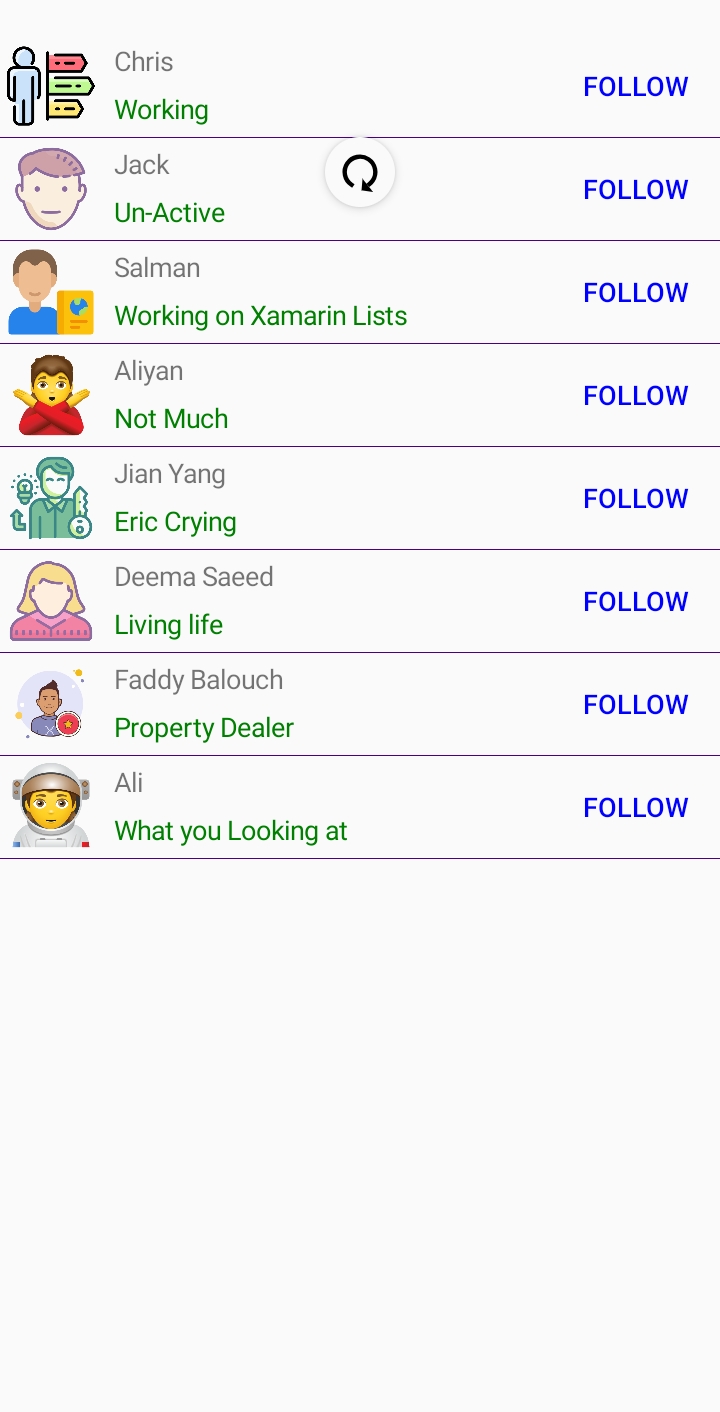 Chris
Working
FOLLOW
Jack
Un-Active
FOLLOW
Salman
Working on Xamarin Lists
FOLLOW
Aliyan
Not Much
FOLLOW
Jian Yang
Eric Crying
FOLLOW
Deema Saeed
Living life
FOLLOW
Faddy Balouch
Property Dealer
FOLLOW
Ali
What you Looking at
FOLLOW